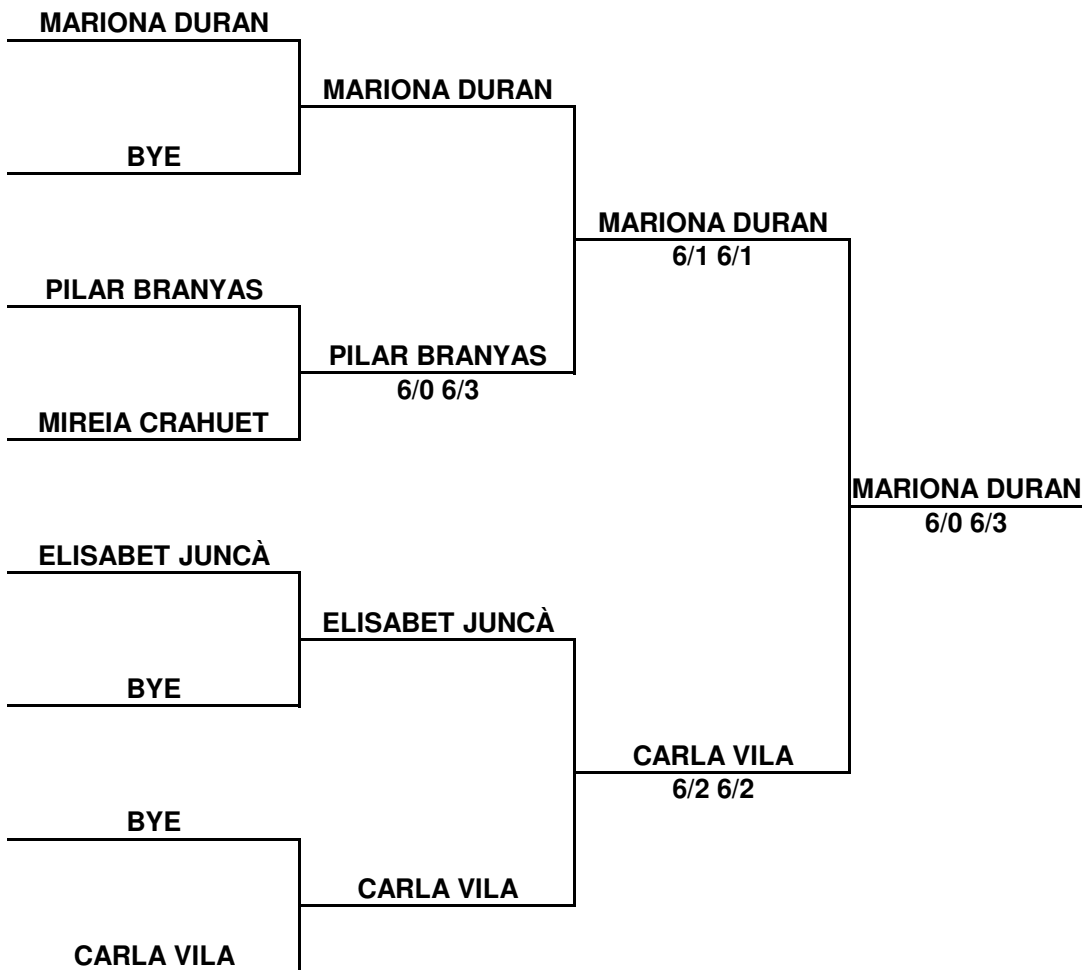 MARIONA DURAN
MARIONA DURAN
BYE
MARIONA DURAN
6/1 6/1
PILAR BRANYAS
PILAR BRANYAS
6/0 6/3
MIREIA CRAHUET
MARIONA DURAN
6/0 6/3
ELISABET JUNCÀ
ELISABET JUNCÀ
BYE
CARLA VILA
6/2 6/2
BYE
CARLA VILA
CARLA VILA